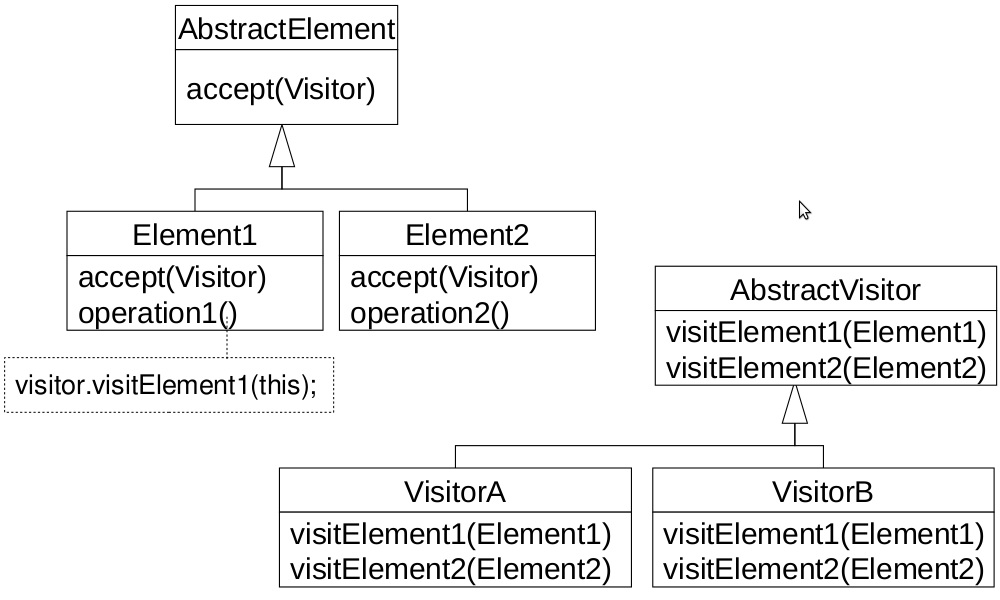 AbstractElement
accept(Visitor)
Element1
accept(Visitor)
operation1()
Element2
accept(Visitor)
operation2()
visitor.visitElement1(this);
AbstractVisitor
visitElement1(Element1)
visitElement2(Element2)
VisitorA
visitElement1(Element1)
visitElement2(Element2)
VisitorB
visitElement1(Element1)
visitElement2(Element2)